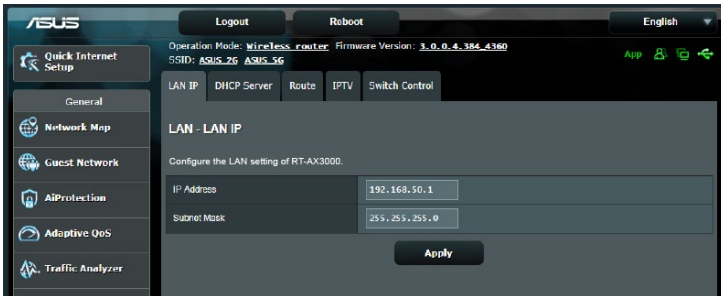 ASUS
Logout
Reboot
English
Quick Internet Setup
Operation Mode: Wireless router Firmware Version: 3.0.0.4.384_4360
SSID: ASUS_2G ASUS_5G
App
LAN IP DHCP Server Route IPTV Switch Control
General
Network Map
Guest Network
AiProtection
Adaptive QoS
Traffic Analyzer
LAN - LAN IP
Configure the LAN setting of RT-AX3000.
IP Address 192.168.50.1
Subnet Mask 255.255.255.0
Apply